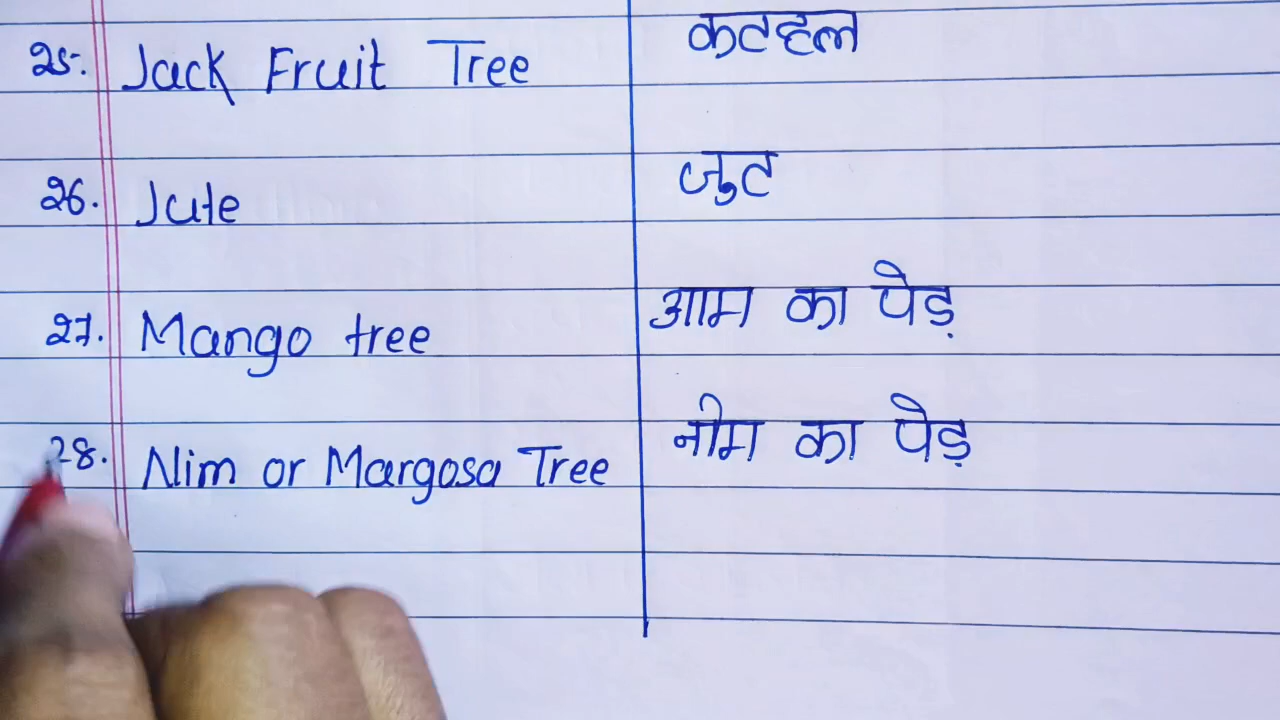 25. Jack Fruit Tree कटहल
26. Jute जुट
27. Mango tree आम का पेड़
28. Nim or Margosa Tree नीम का पेड़